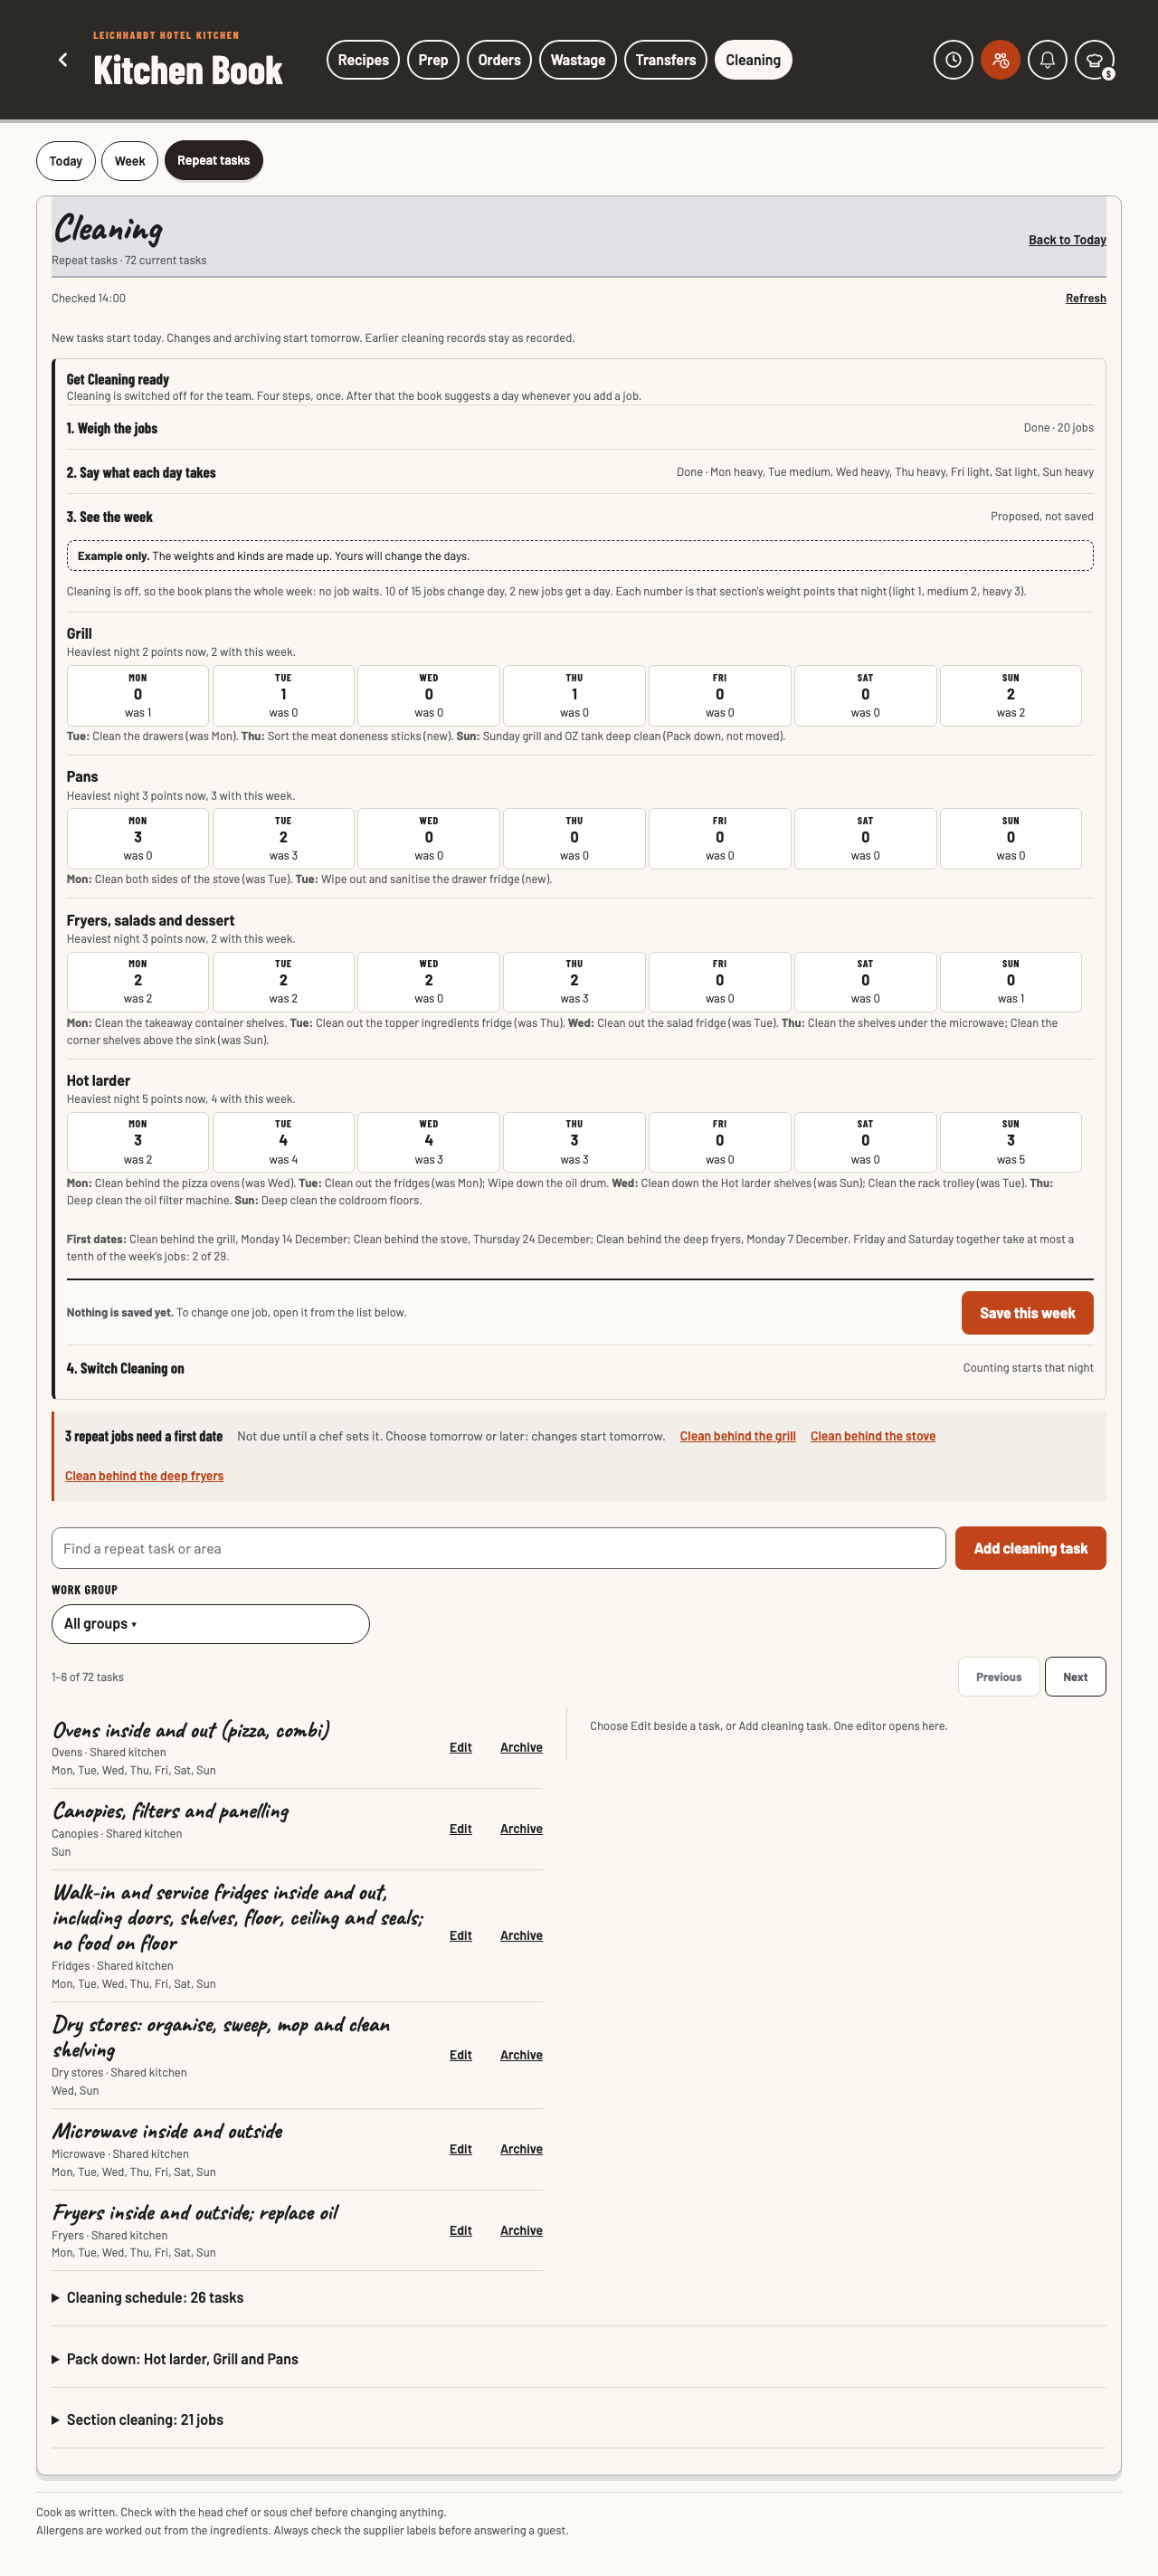 LEICHHARDT HOTEL KITCHEN
Kitchen Book
Recipes Prep Orders Wastage Transfers Cleaning
$
Today Week Repeat tasks
Cleaning
Repeat tasks · 72 current tasks
Back to Today
Checked 14:00
Refresh
New tasks start today. Changes and archiving start tomorrow. Earlier cleaning records stay as recorded.
Get Cleaning ready
Cleaning is switched off for the team. Four steps, once. After that the book suggests a day whenever you add a job.
1. Weigh the jobs
Done · 20 jobs
2. Say what each day takes
Done · Mon heavy, Tue medium, Wed heavy, Thu heavy, Fri light, Sat light, Sun heavy
3. See the week
Proposed, not saved
Example only. The weights and kinds are made up. Yours will change the days.
Cleaning is off, so the book plans the whole week: no job waits. 10 of 15 jobs change day, 2 new jobs get a day. Each number is that section's weight points that night (light 1, medium 2, heavy 3).
Grill
Heaviest night 2 points now, 2 with this week.
MON TUE WED THU FRI SAT SUN
0 1 0 1 0 0 2
was 1 was 0 was 0 was 0 was 0 was 0 was 2
Tue: Clean the drawers (was Mon). Thu: Sort the meat doneness sticks (new). Sun: Sunday grill and OZ tank deep clean (Pack down, not moved).
Pans
Heaviest night 3 points now, 3 with this week.
MON TUE WED THU FRI SAT SUN
3 2 0 0 0 0 0
was 0 was 3 was 0 was 0 was 0 was 0 was 0
Mon: Clean both sides of the stove (was Tue). Tue: Wipe out and sanitise the drawer fridge (new).
Fryers, salads and dessert
Heaviest night 3 points now, 2 with this week.
MON TUE WED THU FRI SAT SUN
2 2 2 2 0 0 0
was 2 was 2 was 0 was 3 was 0 was 0 was 1
Mon: Clean the takeaway container shelves. Tue: Clean out the topper ingredients fridge (was Thu). Wed: Clean out the salad fridge (was Tue). Thu: Clean the shelves under the microwave; Clean the
corner shelves above the sink (was Sun).
Hot larder
Heaviest night 5 points now, 4 with this week.
MON TUE WED THU FRI SAT SUN
3 4 4 3 0 0 3
was 2 was 4 was 3 was 3 was 0 was 0 was 5
Mon: Clean behind the pizza ovens (was Wed). Tue: Clean out the fridges (was Mon); Wipe down the oil drum. Wed: Clean down the Hot larder shelves (was Sun); Clean the rack trolley (was Tue). Thu:
Deep clean the oil filter machine. Sun: Deep clean the coldroom floors.
First dates: Clean behind the grill, Monday 14 December; Clean behind the stove, Thursday 24 December; Clean behind the deep fryers, Monday 7 December. Friday and Saturday together take at most a
tenth of the week's jobs: 2 of 29.
Nothing is saved yet. To change one job, open it from the list below.
Save this week
4. Switch Cleaning on
Counting starts that night
3 repeat jobs need a first date Not due until a chef sets it. Choose tomorrow or later: changes start tomorrow. Clean behind the grill Clean behind the stove
Clean behind the deep fryers
Find a repeat task or area
Add cleaning task
WORK GROUP
All groups ▾
1–6 of 72 tasks
Previous Next
Choose Edit beside a task, or Add cleaning task. One editor opens here.
Ovens inside and out (pizza, combi)
Ovens · Shared kitchen
Mon, Tue, Wed, Thu, Fri, Sat, Sun
Edit Archive
Canopies, filters and panelling
Canopies · Shared kitchen
Sun
Edit Archive
Walk-in and service fridges inside and out,
including doors, shelves, floor, ceiling and seals;
no food on floor
Fridges · Shared kitchen
Mon, Tue, Wed, Thu, Fri, Sat, Sun
Edit Archive
Dry stores: organise, sweep, mop and clean
shelving
Dry stores · Shared kitchen
Wed, Sun
Edit Archive
Microwave inside and outside
Microwave · Shared kitchen
Mon, Tue, Wed, Thu, Fri, Sat, Sun
Edit Archive
Fryers inside and outside; replace oil
Fryers · Shared kitchen
Mon, Tue, Wed, Thu, Fri, Sat, Sun
Edit Archive
Cleaning schedule: 26 tasks
Pack down: Hot larder, Grill and Pans
Section cleaning: 21 jobs
Cook as written. Check with the head chef or sous chef before changing anything.
Allergens are worked out from the ingredients. Always check the supplier labels before answering a guest.